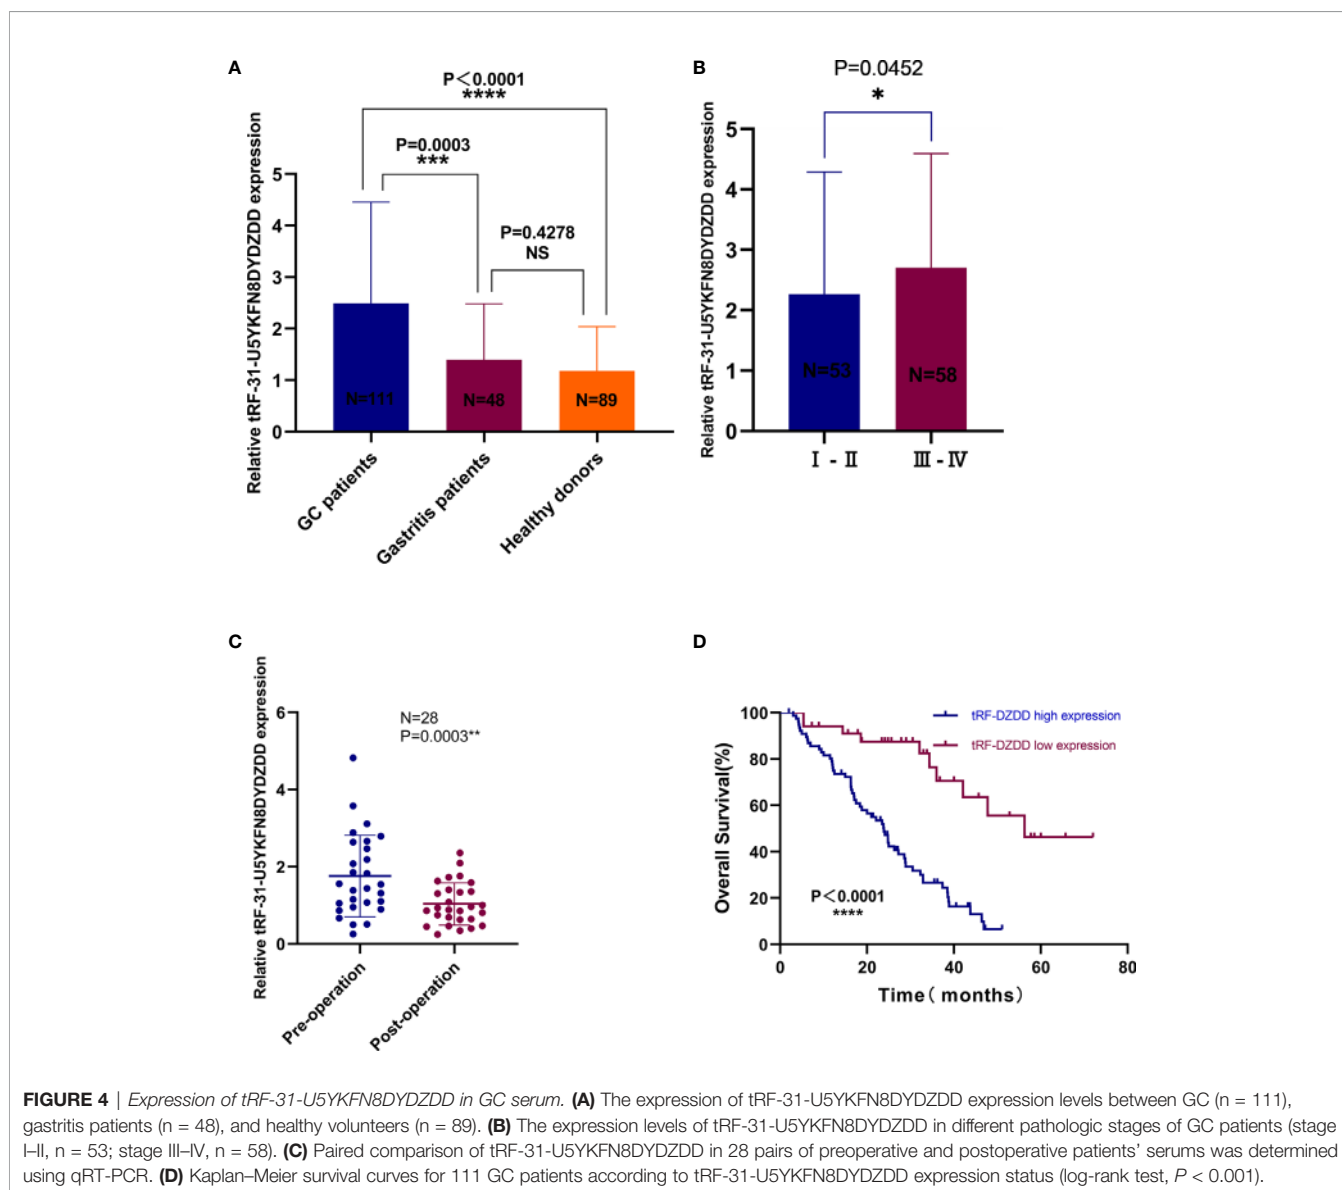 A
P<0.0001
****
P=0.0003
***
P=0.4278
NS
Relative tRF-31-U5YKFN8DYDZDD expression
5
4
3
2
1
0
N=111
N=48
N=89
GC patients
Gastritis patients
Healthy donors
B
P=0.0452
*
Relative tRF-31-U5YKFN8DYDZDD expression
5
4
3
2
1
0
N=53
N=58
Ⅰ - Ⅱ
Ⅲ - Ⅳ
C
Relative tRF-31-U5YKFN8DYDZDD expression
6
4
2
0
N=28
P=0.0003**
Pre-operation
Post-operation
D
Overall Survival(%)
100
80
60
40
20
0
tRF-DZDD high expression
tRF-DZDD low expression
P<0.0001
****
0 20 40 60 80
Time( months)
FIGURE 4 | Expression of tRF-31-U5YKFN8DYDZDD in GC serum. (A) The expression of tRF-31-U5YKFN8DYDZDD expression levels between GC (n = 111),
gastritis patients (n = 48), and healthy volunteers (n = 89). (B) The expression levels of tRF-31-U5YKFN8DYDZDD in different pathologic stages of GC patients (stage
I–II, n = 53; stage III–IV, n = 58). (C) Paired comparison of tRF-31-U5YKFN8DYDZDD in 28 pairs of preoperative and postoperative patients' serums was determined
using qRT-PCR. (D) Kaplan–Meier survival curves for 111 GC patients according to tRF-31-U5YKFN8DYDZDD expression status (log-rank test, P < 0.001).